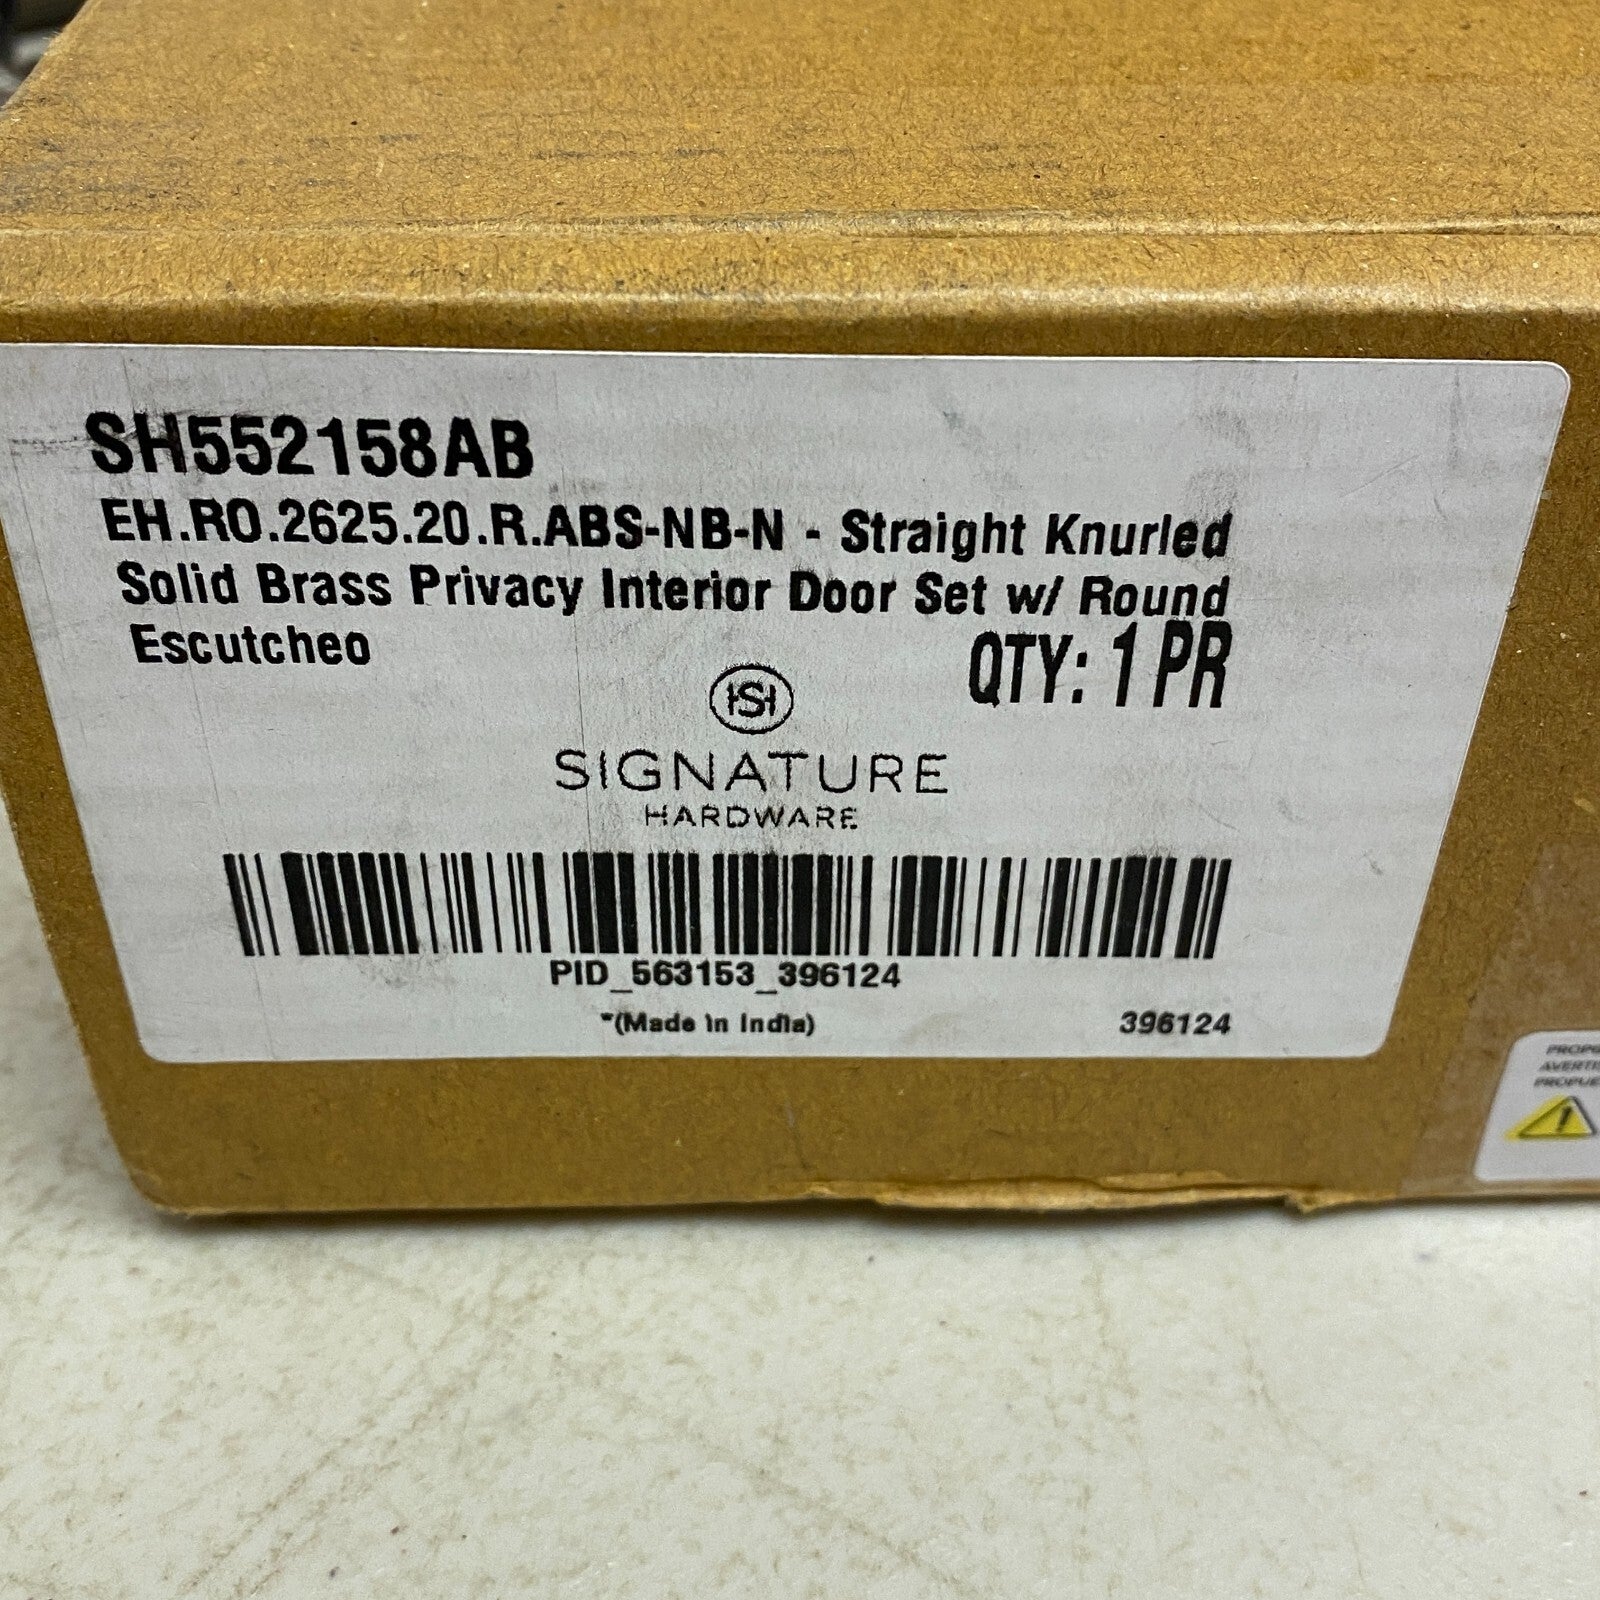 SH552158AB
EH.RO.2625.20.R.ABS-NB-N - Straight Knurled
Solid Brass Privacy Interior Door Set w/ Round
Escutcheo
QTY: 1 PR
SH
SIGNATURE
HARDWARE
PID_563153_396124
*(Made in India)
396124